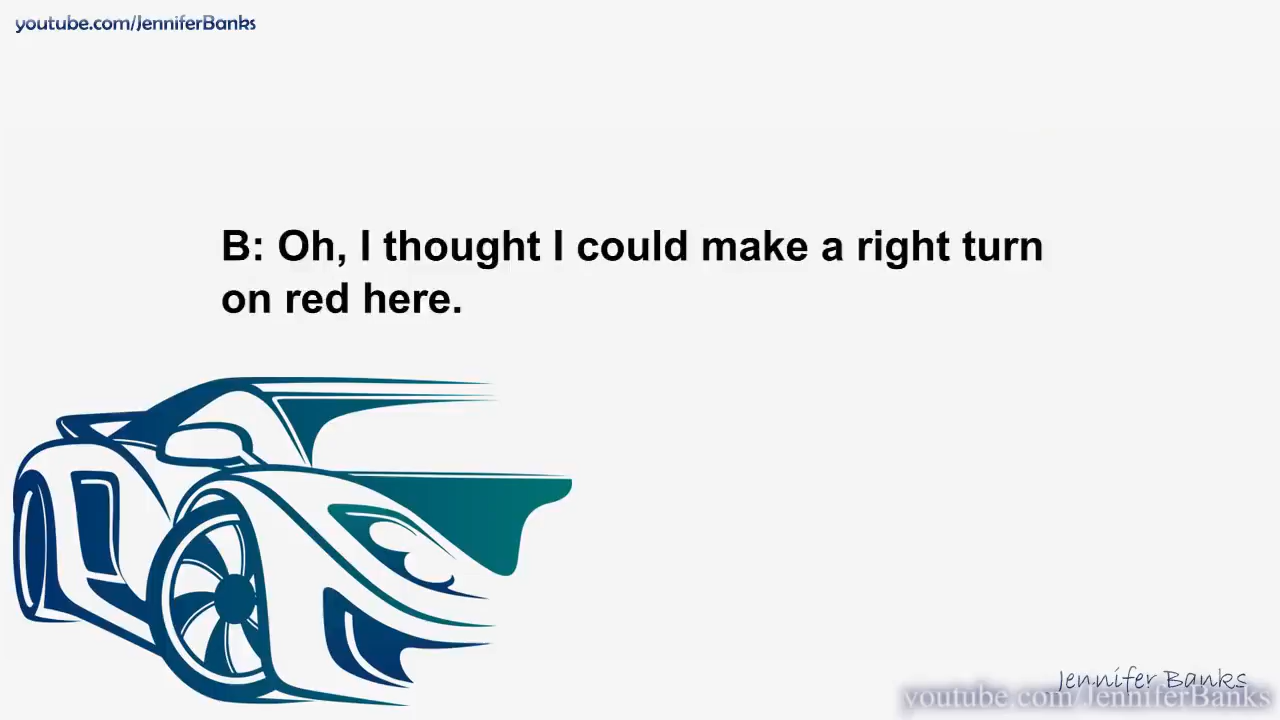 youtube.com/JenniferBanks
B: Oh, I thought I could make a right turn
on red here.
Jennifer Banks
youtube.com/JenniferBanks